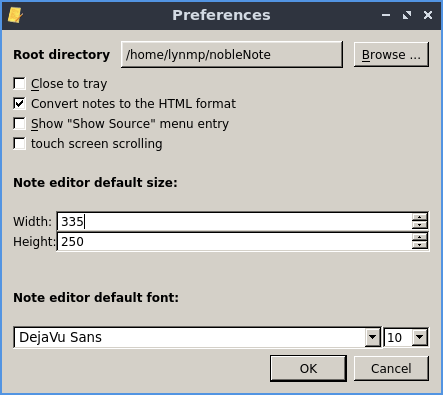 Preferences
Root directory /home/lynmp/nobleNote Browse ...
Close to tray
Convert notes to the HTML format
Show "Show Source" menu entry
touch screen scrolling
Note editor default size:
Width: 335
Height: 250
Note editor default font:
DejaVu Sans 10
OK Cancel